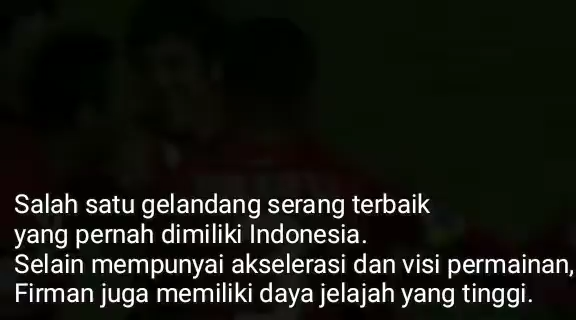 Salah satu gelandang serang terbaik
yang pernah dimiliki Indonesia.
Selain mempunyai akselerasi dan visi permainan,
Firman juga memiliki daya jelajah yang tinggi.